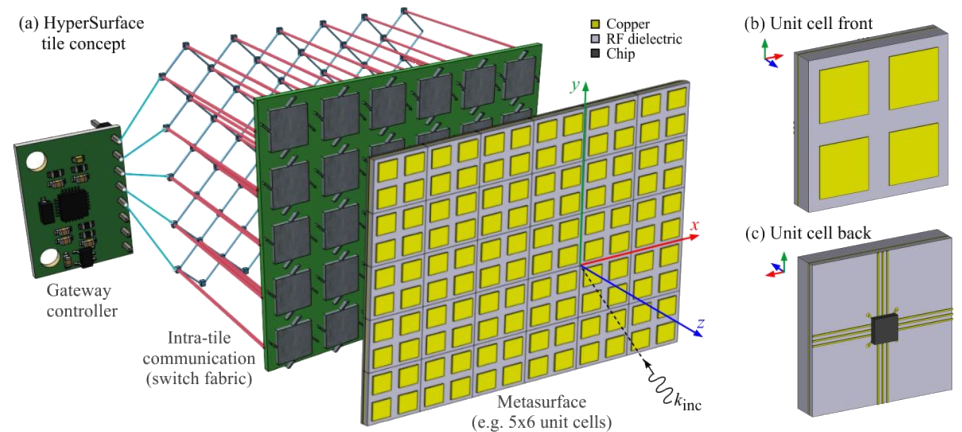 (a) HyperSurface
tile concept
Copper
RF dielectric
Chip
y
x
z
k inc
Gateway
controller
Intra-tile
communication
(switch fabric)
Metasurface
(e.g. 5x6 unit cells)
(b) Unit cell front
(c) Unit cell back